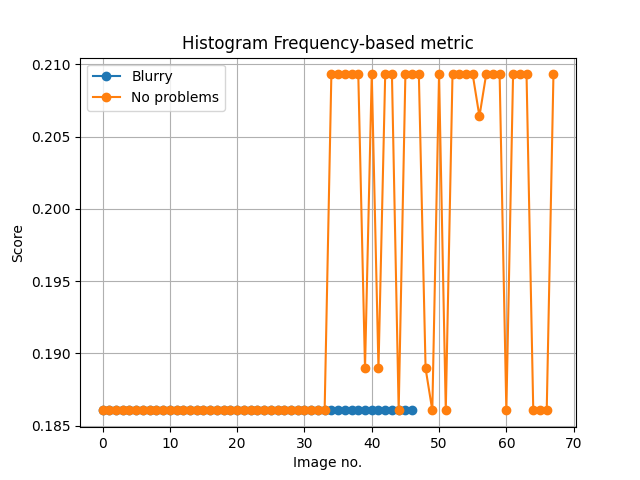 Histogram Frequency-based metric
Blurry
No problems
0.210
0.205
0.200
0.195
0.190
0.185
Score
0 10 20 30 40 50 60 70
Image no.